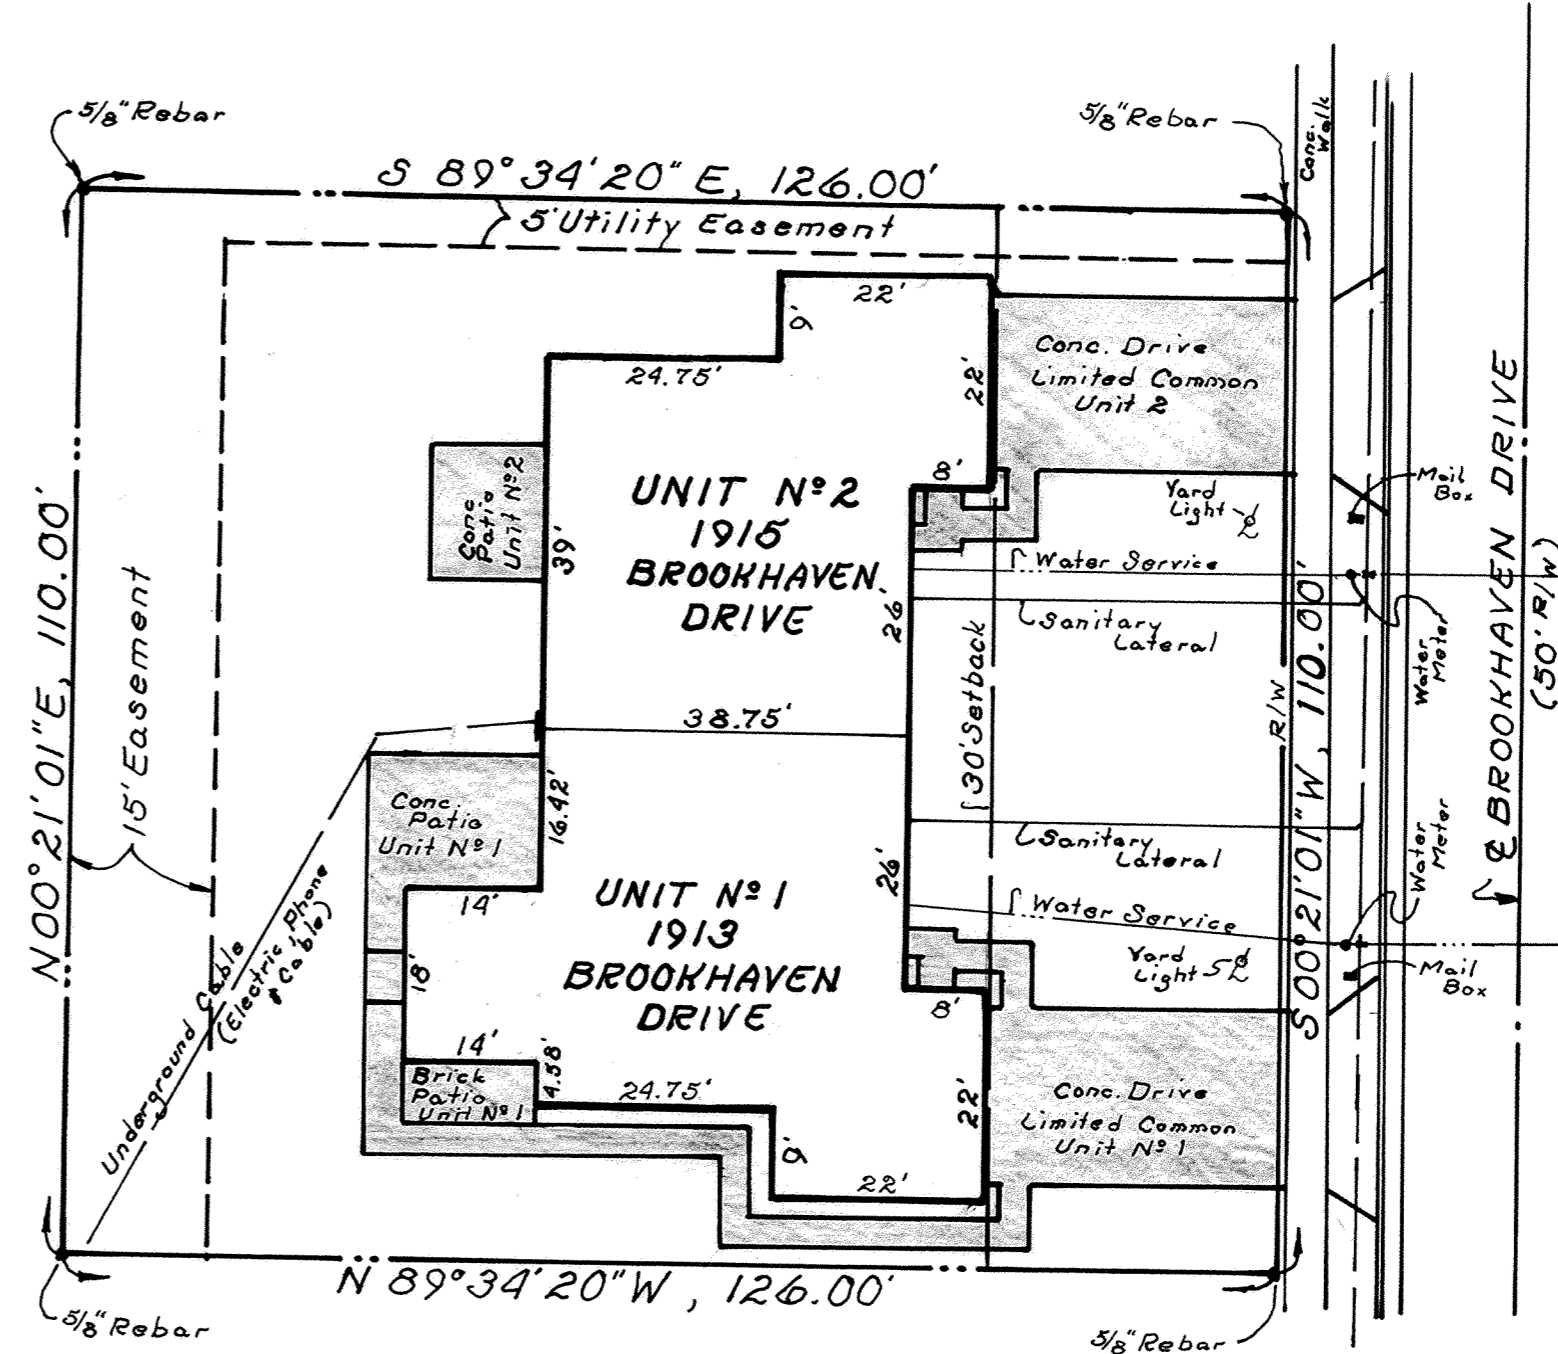 5/8" Rebar
5/8" Rebar
Conc.
Walk
S 89° 34' 20" E, 126.00'
5' Utility Easement
22'
9'
24.75'
22'
Conc. Drive
Limited Common
Unit 2
8'
UNIT Nº 2
1915
BROOKHAVEN
DRIVE
Conc
Patio
Unit Nº 2
39'
Yard
Light
Mail
Box
Water Service
Sanitary
Lateral
26'
30' Setback
R/W
Water
Meter
BROOKHAVEN DRIVE
(50' R/W)
N 00° 21' 01" E, 110.00'
15' Easement
S 00° 21' 01" W, 110.00'
38.75'
Conc.
Patio
Unit Nº 1
16.42'
14'
Sanitary
Lateral
26'
Water
Meter
Water Service
UNIT Nº 1
1913
BROOKHAVEN
DRIVE
18'
Yard
Light
Mail
Box
8'
Underground Cable
(Electric, Phone
& Cable)
14'
4.58'
Brick
Patio
Unit Nº 1
24.75'
9'
22'
22'
Conc. Drive
Limited Common
Unit Nº 1
N 89° 34' 20" W, 126.00'
5/8" Rebar
5/8" Rebar